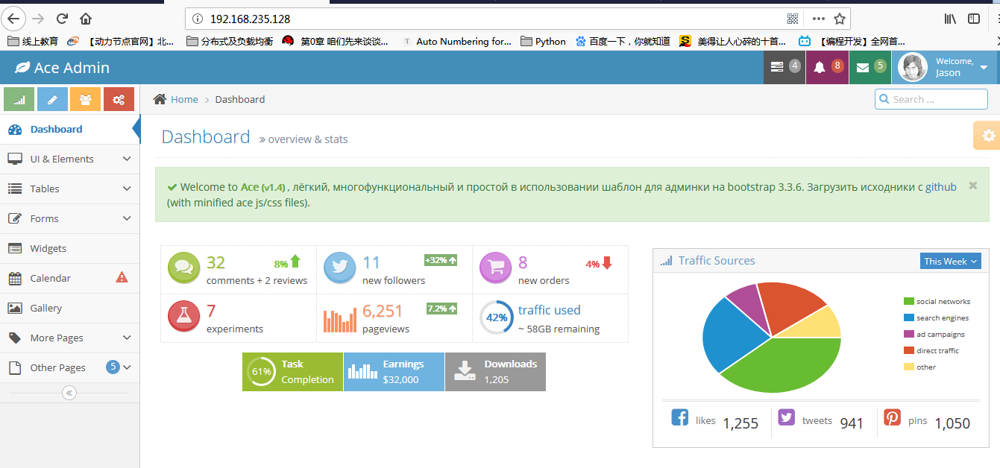 192.168.235.128
线上教育 【动力节点官网】北... 分布式及负载均衡 第0章 咱们先来谈谈... Auto Numbering for... Python 百度一下，你就知道 美得让人心碎的十首... 【编程开发】全网首...
Ace Admin
4 8 5 Welcome,
Jason
Home Dashboard
Search ...
Dashboard
UI & Elements
Tables
Forms
Widgets
Calendar
Gallery
More Pages
Other Pages 5
Dashboard » overview & stats
Welcome to Ace (v1.4) , лёгкий, многофункциональный и простой в использовании шаблон для админки на bootstrap 3.3.6. Загрузить исходники с github
(with minified ace js/css files).
32 8%
comments + 2 reviews
11 +32%
new followers
8 4%
new orders
7
experiments
6,251 7.2%
pageviews
42% traffic used
~ 58GB remaining
61% Task
Completion
Earnings
$32,000
Downloads
1,205
Traffic Sources This Week
social networks
search engines
ad campaigns
direct traffic
other
likes 1,255 tweets 941 pins 1,050